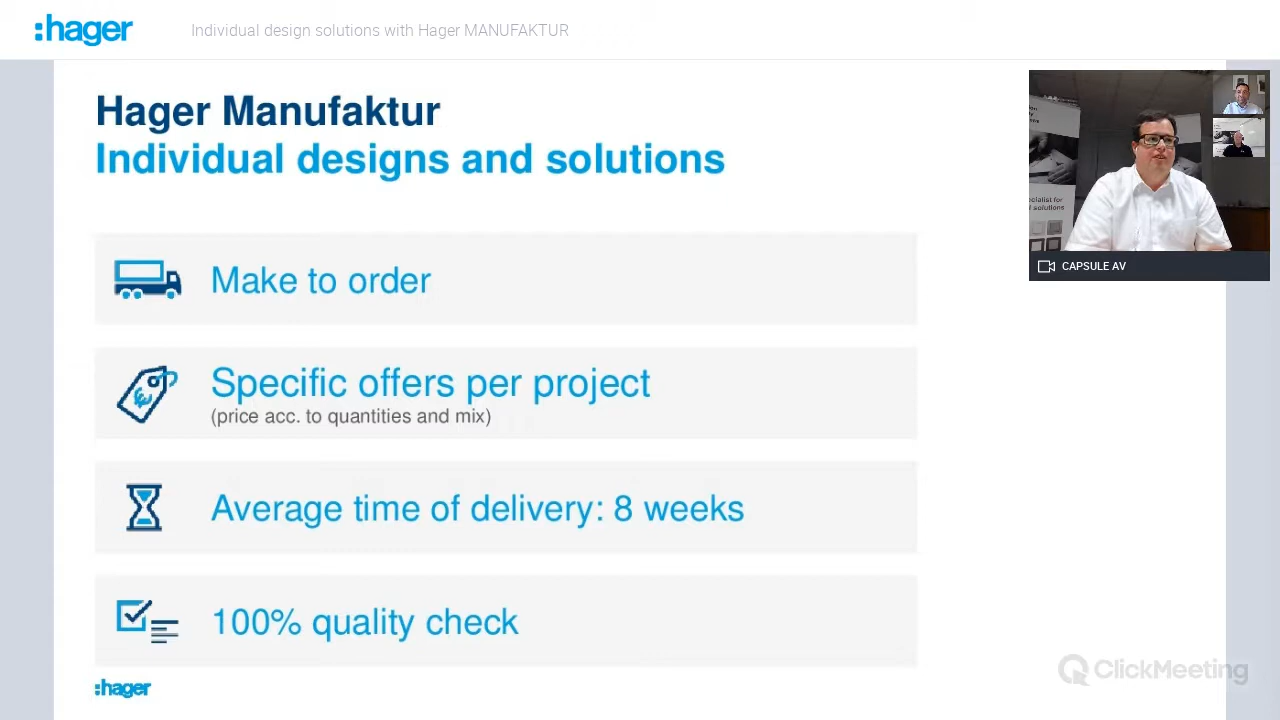 :hager
Individual design solutions with Hager MANUFAKTUR
Hager Manufaktur
Individual designs and solutions
Make to order
Specific offers per project
(price acc. to quantities and mix)
Average time of delivery: 8 weeks
100% quality check
:hager
solutions
CAPSULE AV
ClickMeeting